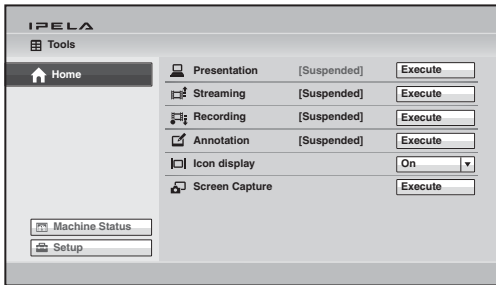 IPELA
Tools
Home
Presentation [Suspended] Execute
Streaming [Suspended] Execute
Recording [Suspended] Execute
Annotation [Suspended] Execute
Icon display On
Screen Capture Execute
Machine Status
Setup